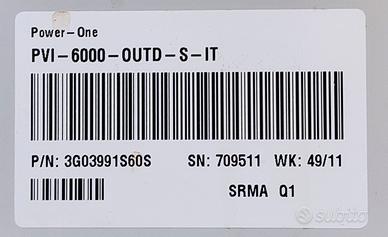 Power-One
PVI-6000-OUTD-S-IT
P/N: 3G03991S60S SN: 709511 WK: 49/11
SRMA Q1
subito